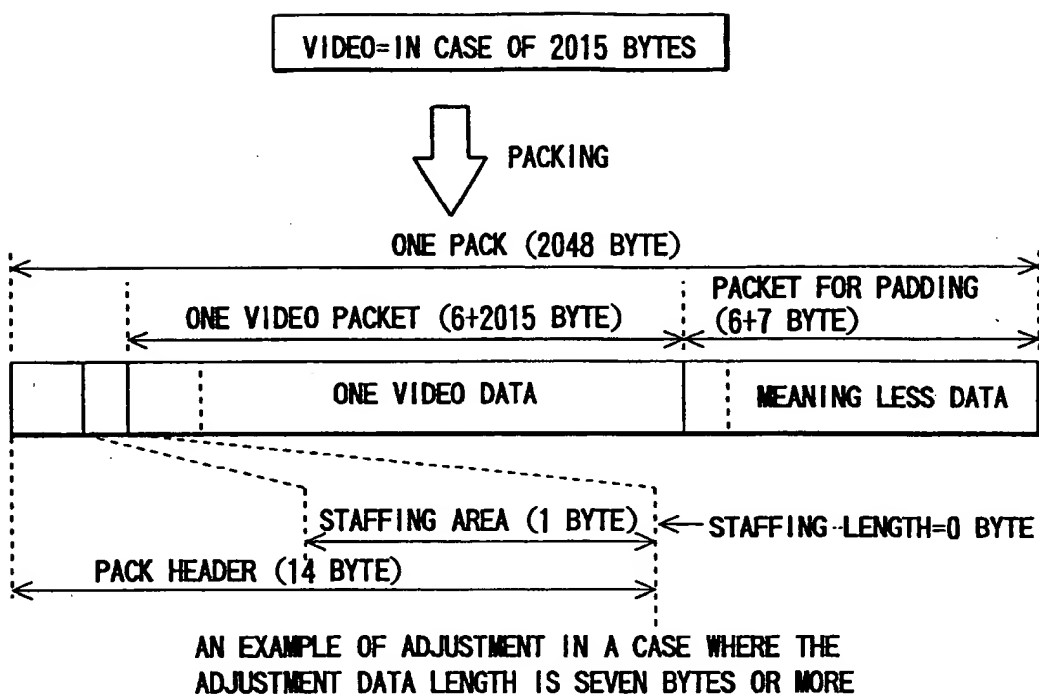 VIDEO=IN CASE OF 2015 BYTES
PACKING
ONE PACK (2048 BYTE)
ONE VIDEO PACKET (6+2015 BYTE)
PACKET FOR PADDING
(6+7 BYTE)
ONE VIDEO DATA
MEANING LESS DATA
STAFFING AREA (1 BYTE)
STAFFING LENGTH=0 BYTE
PACK HEADER (14 BYTE)
AN EXAMPLE OF ADJUSTMENT IN A CASE WHERE THE
ADJUSTMENT DATA LENGTH IS SEVEN BYTES OR MORE